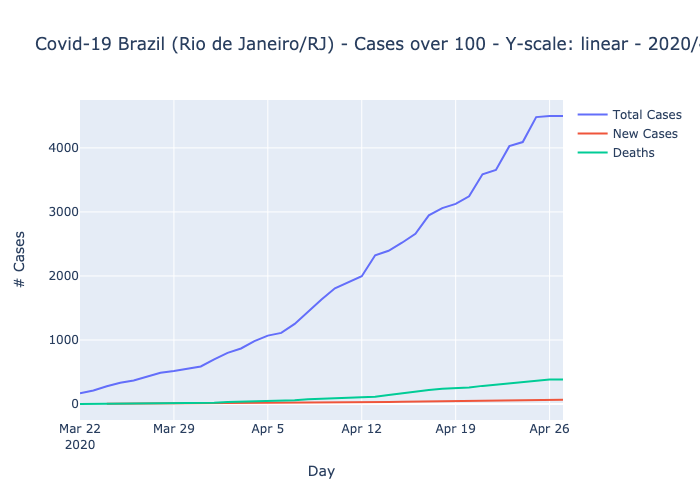 Covid-19 Brazil (Rio de Janeiro/RJ) - Cases over 100 - Y-scale: linear - 2020/
Total Cases
New Cases
Deaths
4000
3000
2000
1000
0
# Cases
Mar 22 Mar 29 Apr 5 Apr 12 Apr 19 Apr 26
2020
Day